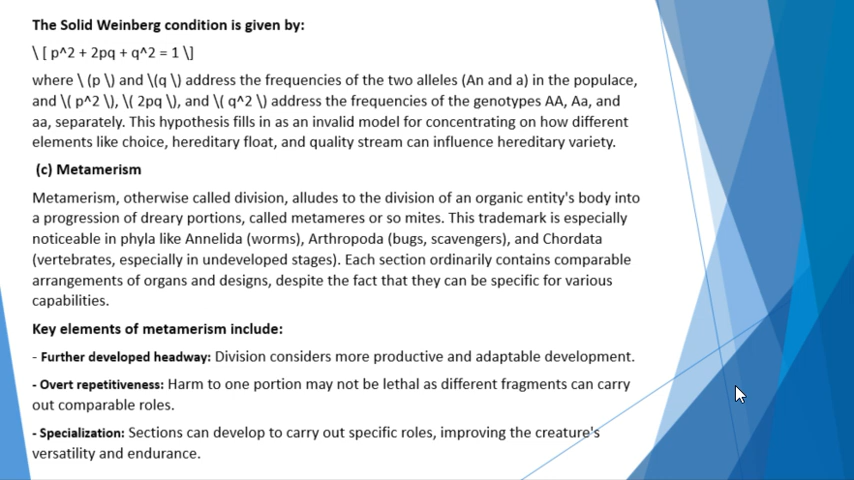 The Solid Weinberg condition is given by:
\ [ p^2 + 2pq + q^2 = 1 \]
where \ (p \) and \(q \) address the frequencies of the two alleles (An and a) in the populace,
and \( p^2 \), \( 2pq \), and \( q^2 \) address the frequencies of the genotypes AA, Aa, and
aa, separately. This hypothesis fills in as an invalid model for concentrating on how different
elements like choice, hereditary float, and quality stream can influence hereditary variety.
(c) Metamerism
Metamerism, otherwise called division, alludes to the division of an organic entity's body into
a progression of dreary portions, called metameres or so mites. This trademark is especially
noticeable in phyla like Annelida (worms), Arthropoda (bugs, scavengers), and Chordata
(vertebrates, especially in undeveloped stages). Each section ordinarily contains comparable
arrangements of organs and designs, despite the fact that they can be specific for various
capabilities.
Key elements of metamerism include:
- Further developed headway: Division considers more productive and adaptable development.
- Overt repetitiveness: Harm to one portion may not be lethal as different fragments can carry
out comparable roles.
- Specialization: Sections can develop to carry out specific roles, improving the creature's
versatility and endurance.